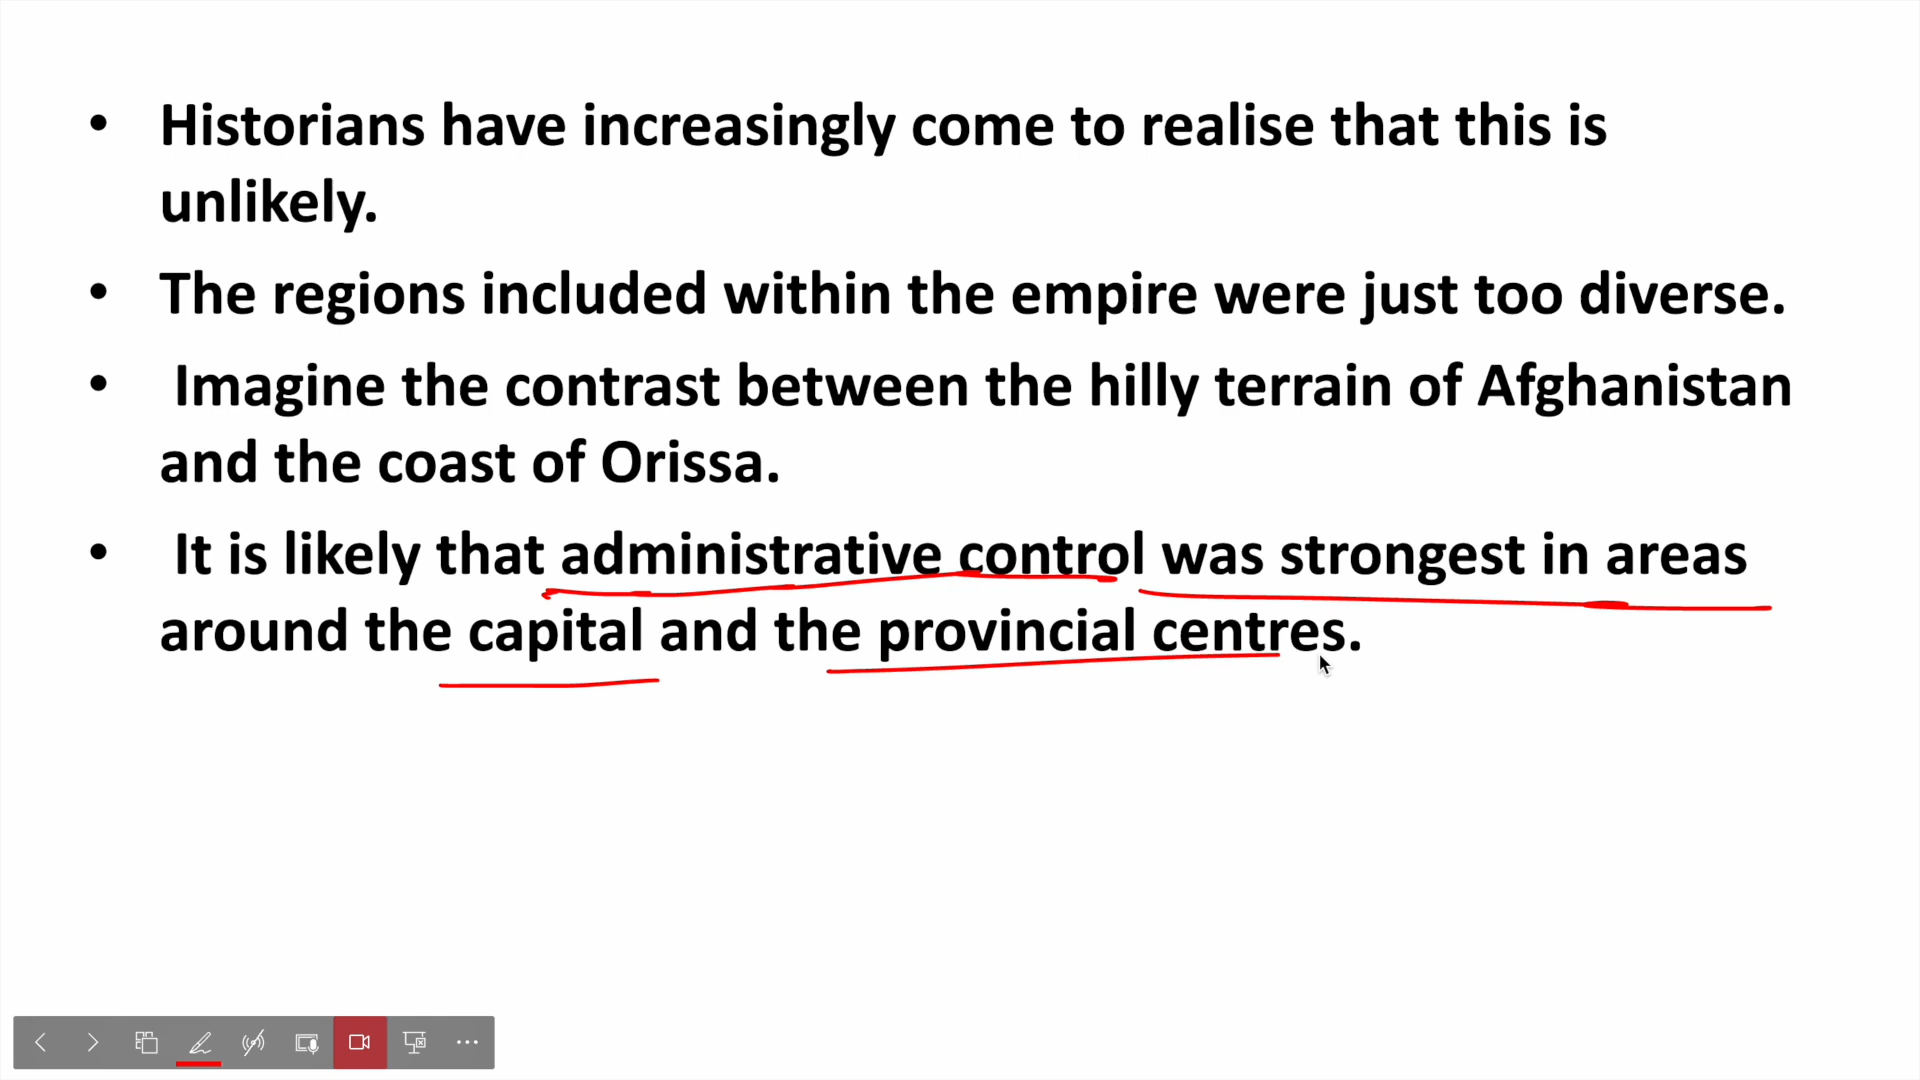 • Historians have increasingly come to realise that this is
unlikely.
• The regions included within the empire were just too diverse.
• Imagine the contrast between the hilly terrain of Afghanistan
and the coast of Orissa.
• It is likely that administrative control was strongest in areas
around the capital and the provincial centres.